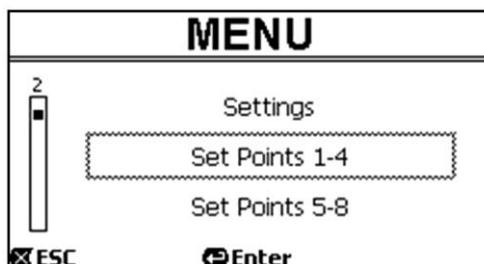 MENU
2
Settings
Set Points 1-4
Set Points 5-8
ESC Enter